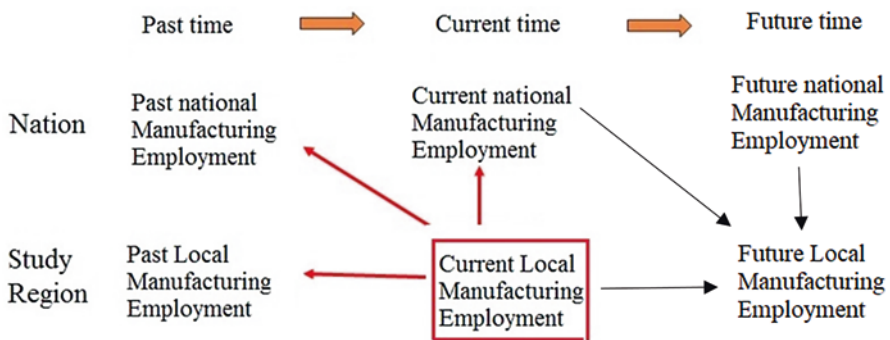 Past time
Current time
Future time
Nation
Past national
Manufacturing
Employment
Current national
Manufacturing
Employment
Future national
Manufacturing
Employment
Study
Region
Past Local
Manufacturing
Employment
Current Local
Manufacturing
Employment
Future Local
Manufacturing
Employment